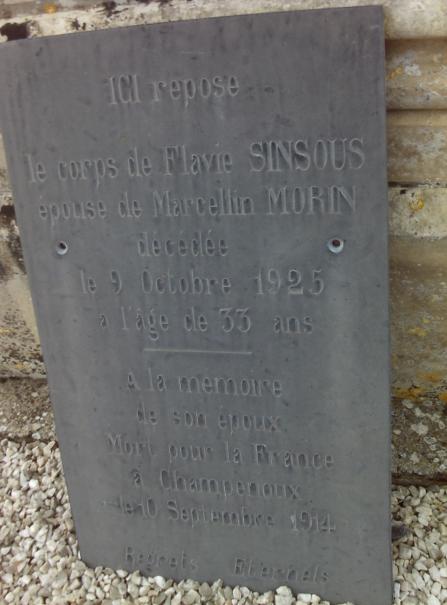 ICI repose
le corps de Flavie SINSOUS
épouse de Marcellin MORIN
décédée
le 9 Octobre 1925
à l'âge de 33 ans
A la mémoire
de son époux
Mort pour la France
à Champenoux
le 10 Septembre 1914
Regrets Eternels